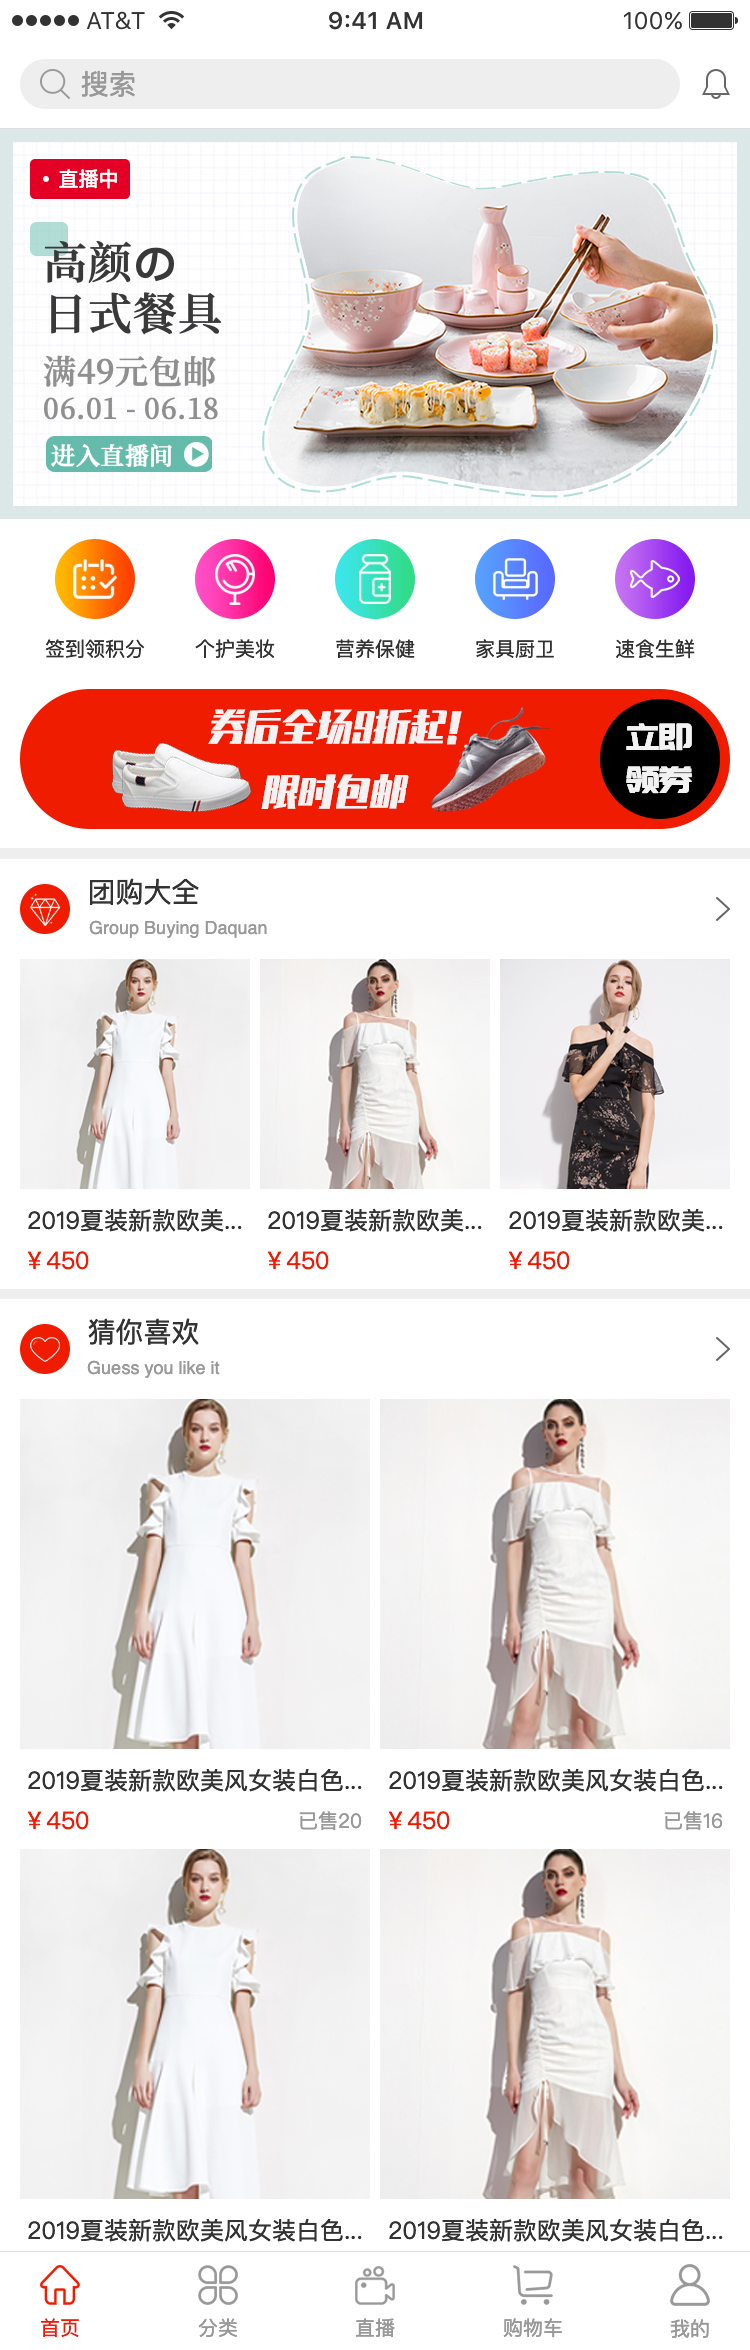 AT&T 9:41 AM 100%
搜索
直播中
高颜の
日式餐具
满49元包邮
06.01 - 06.18
进入直播间
签到领积分 个护美妆 营养保健 家具厨卫 速食生鲜
券后全场9折起!
限时包邮
立即
领券
团购大全
Group Buying Daquan
2019夏装新款欧美... 2019夏装新款欧美... 2019夏装新款欧美...
¥ 450 ¥ 450 ¥ 450
猜你喜欢
Guess you like it
2019夏装新款欧美风女装白色... 2019夏装新款欧美风女装白色...
¥ 450 已售20 ¥ 450 已售16
2019夏装新款欧美风女装白色... 2019夏装新款欧美风女装白色...
首页 分类 直播 购物车 我的